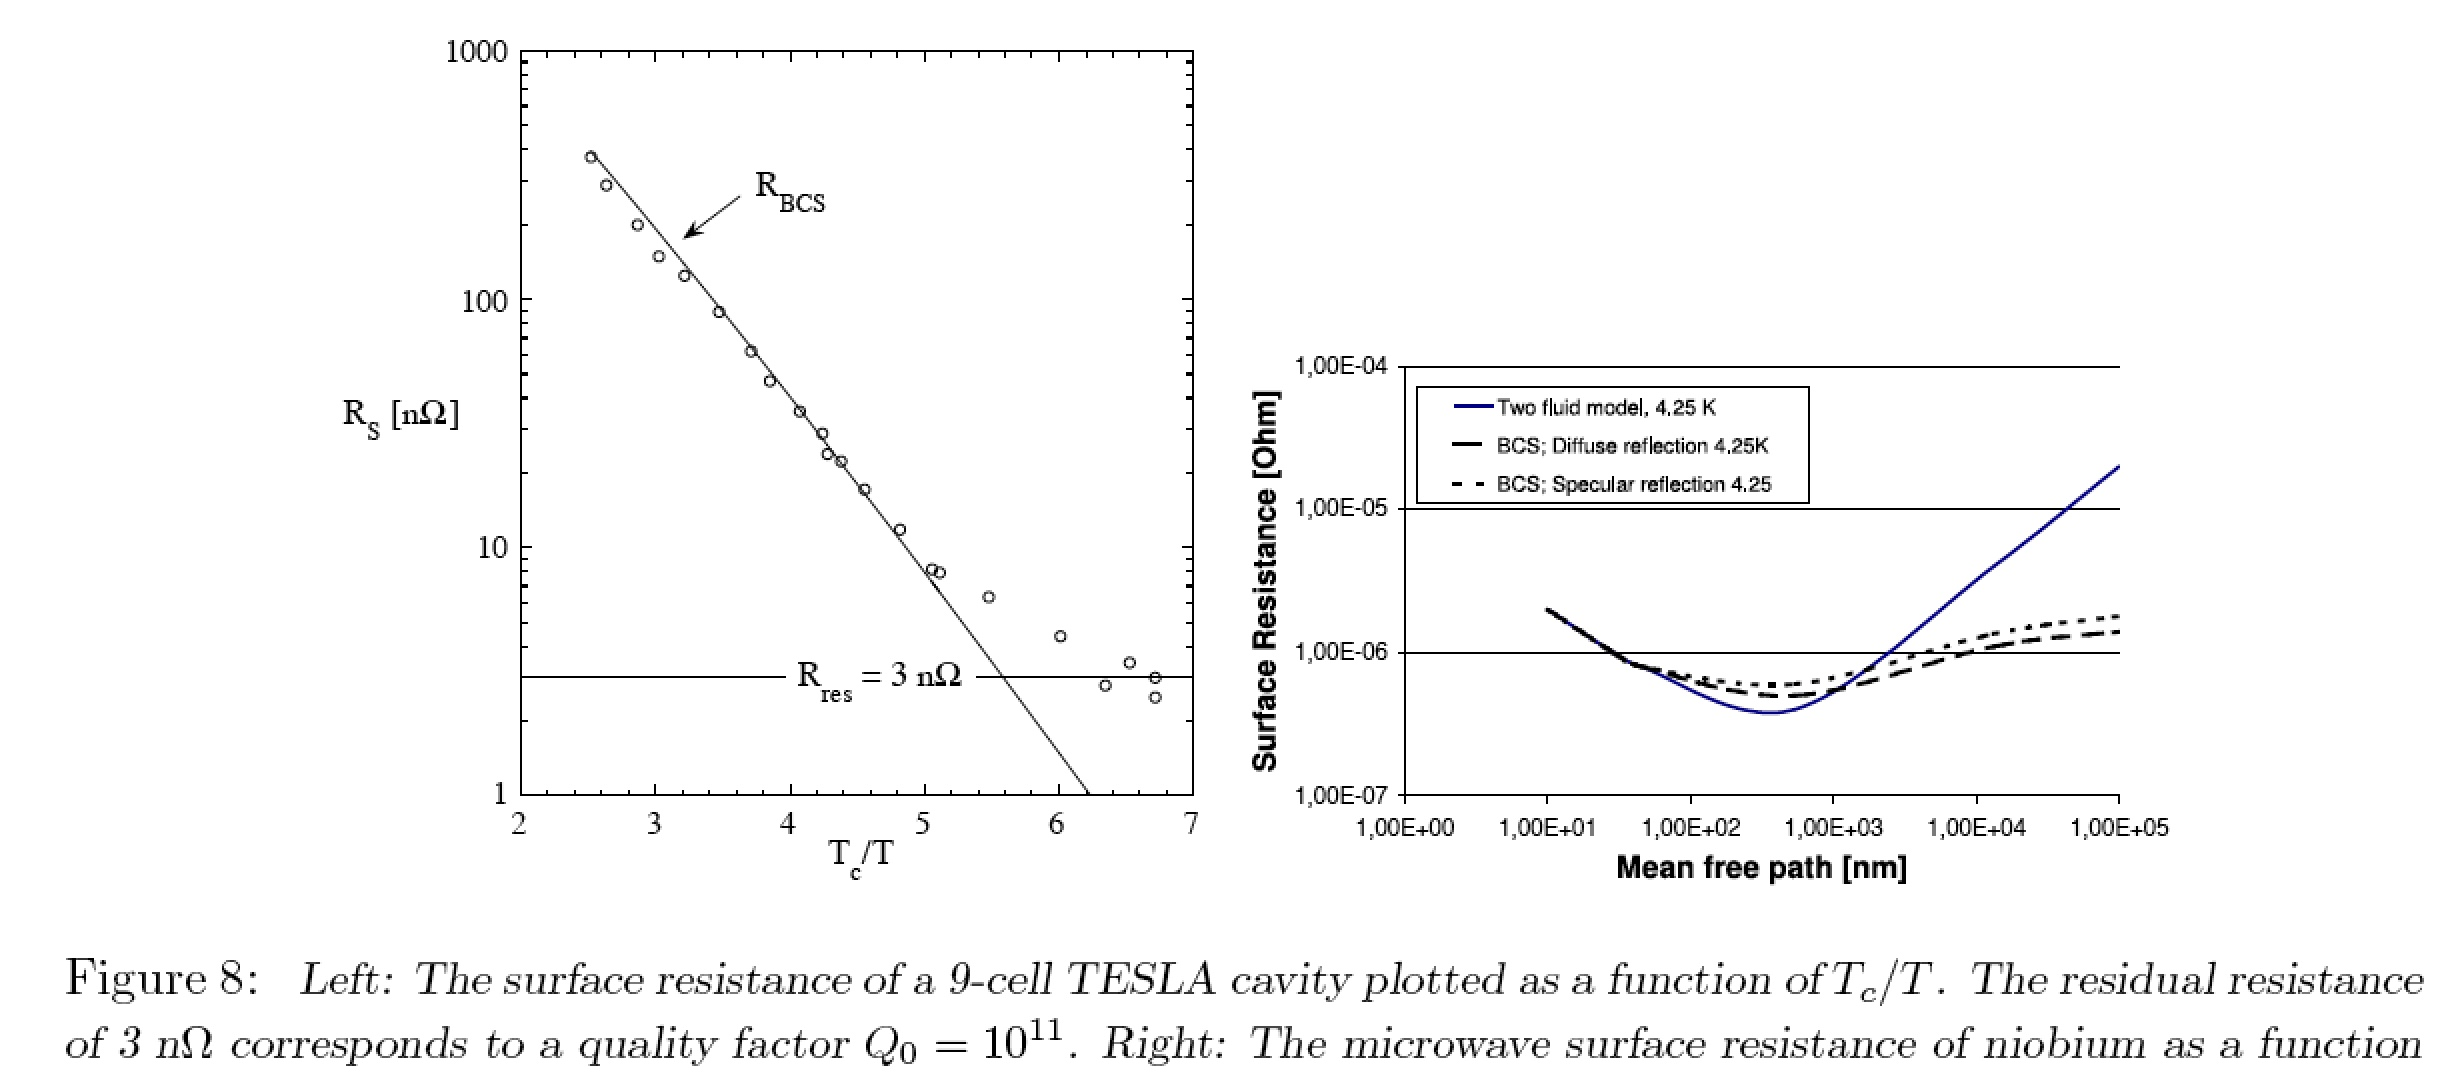 1000
100
10
1
R_S [nΩ]
R_BCS
R_res = 3 nΩ
2 3 4 5 6 7
T_c/T
1,00E-04
1,00E-05
1,00E-06
1,00E-07
Surface Resistance [Ohm]
Two fluid model, 4.25 K
BCS; Diffuse reflection 4.25K
BCS; Specular reflection 4.25
1,00E+00 1,00E+01 1,00E+02 1,00E+03 1,00E+04 1,00E+05
Mean free path [nm]
Figure 8: Left: The surface resistance of a 9-cell TESLA cavity plotted as a function of T_c/T. The residual resistance
of 3 nΩ corresponds to a quality factor Q_0 = 10^11. Right: The microwave surface resistance of niobium as a function